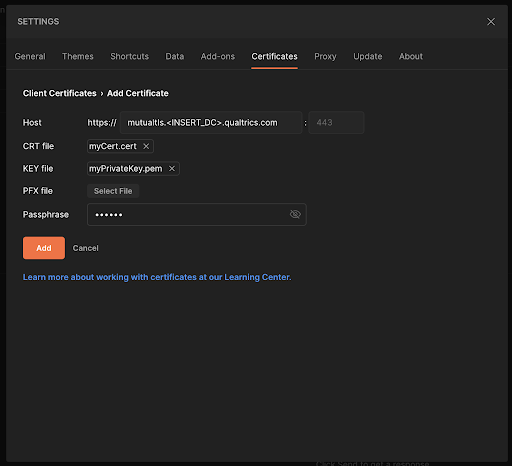 SETTINGS
General Themes Shortcuts Data Add-ons Certificates Proxy Update About
Client Certificates › Add Certificate
Host https:// mutualtls.<INSERT_DC>.qualtrics.com : 443
CRT file myCert.cert ×
KEY file myPrivateKey.pem ×
PFX file Select File
Passphrase ••••••
Add Cancel
Learn more about working with certificates at our Learning Center.
Click Send to get a response